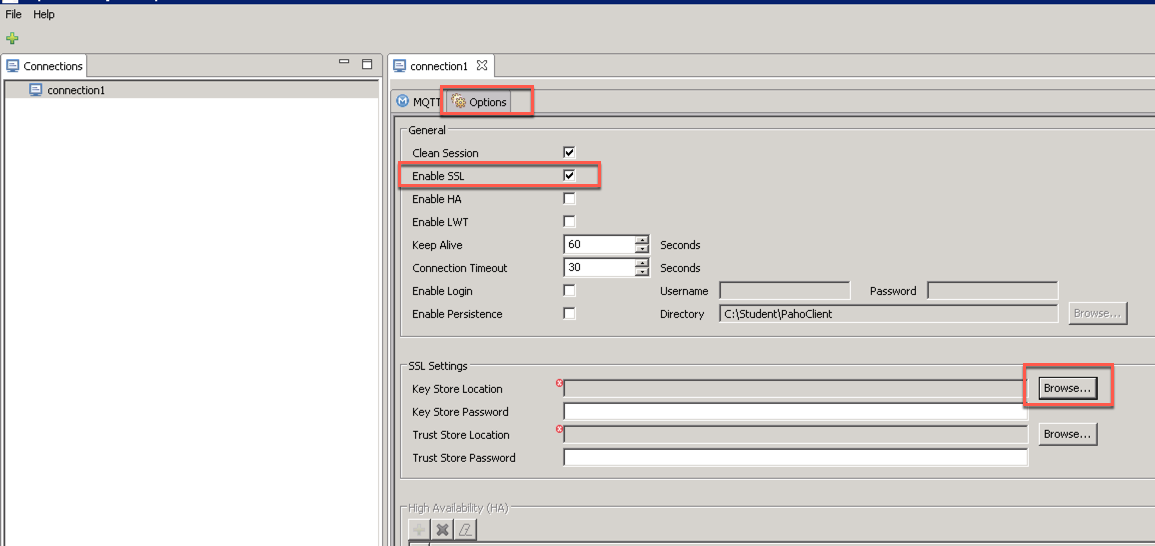 File Help
Connections
connection1
connection1
MQTT Options
General
Clean Session
Enable SSL
Enable HA
Enable LWT
Keep Alive 60 Seconds
Connection Timeout 30 Seconds
Enable Login Username Password
Enable Persistence Directory C:\Student\PahoClient Browse...
SSL Settings
Key Store Location Browse...
Key Store Password
Trust Store Location Browse...
Trust Store Password
High Availability (HA)